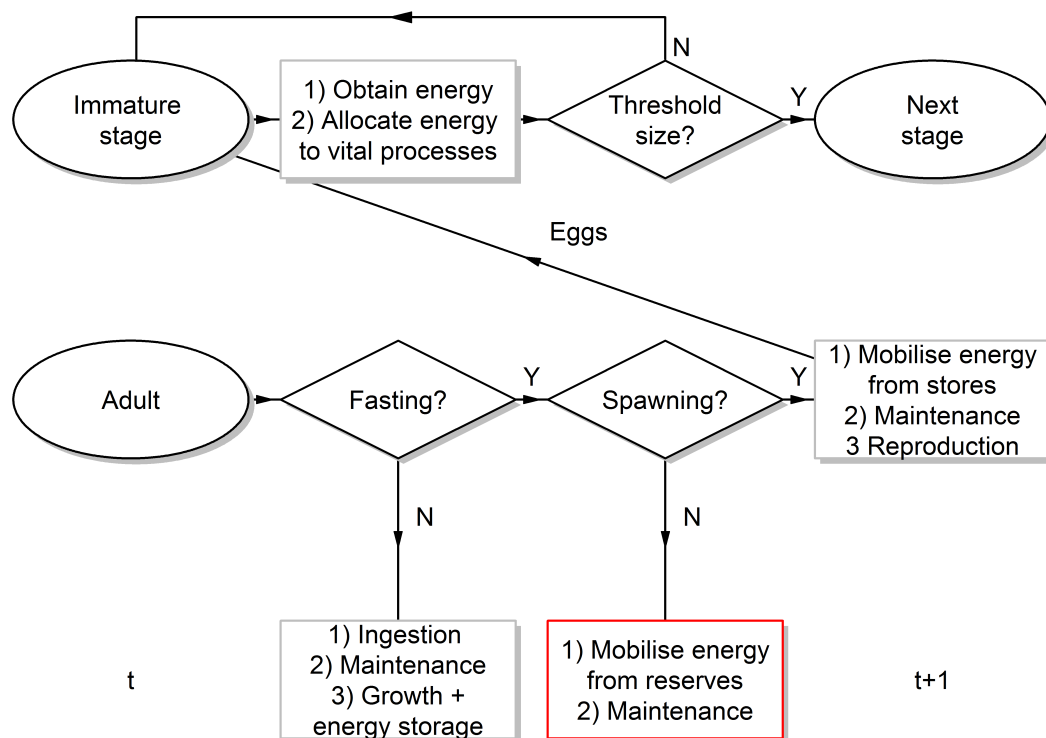 N
Immature
stage
1) Obtain energy
2) Allocate energy
to vital processes
Threshold
size?
Y
Next
stage
Eggs
Adult
Fasting?
Y
Spawning?
Y
1) Mobilise energy
from stores
2) Maintenance
3 Reproduction
N
N
t
1) Ingestion
2) Maintenance
3) Growth +
energy storage
1) Mobilise energy
from reserves
2) Maintenance
t+1